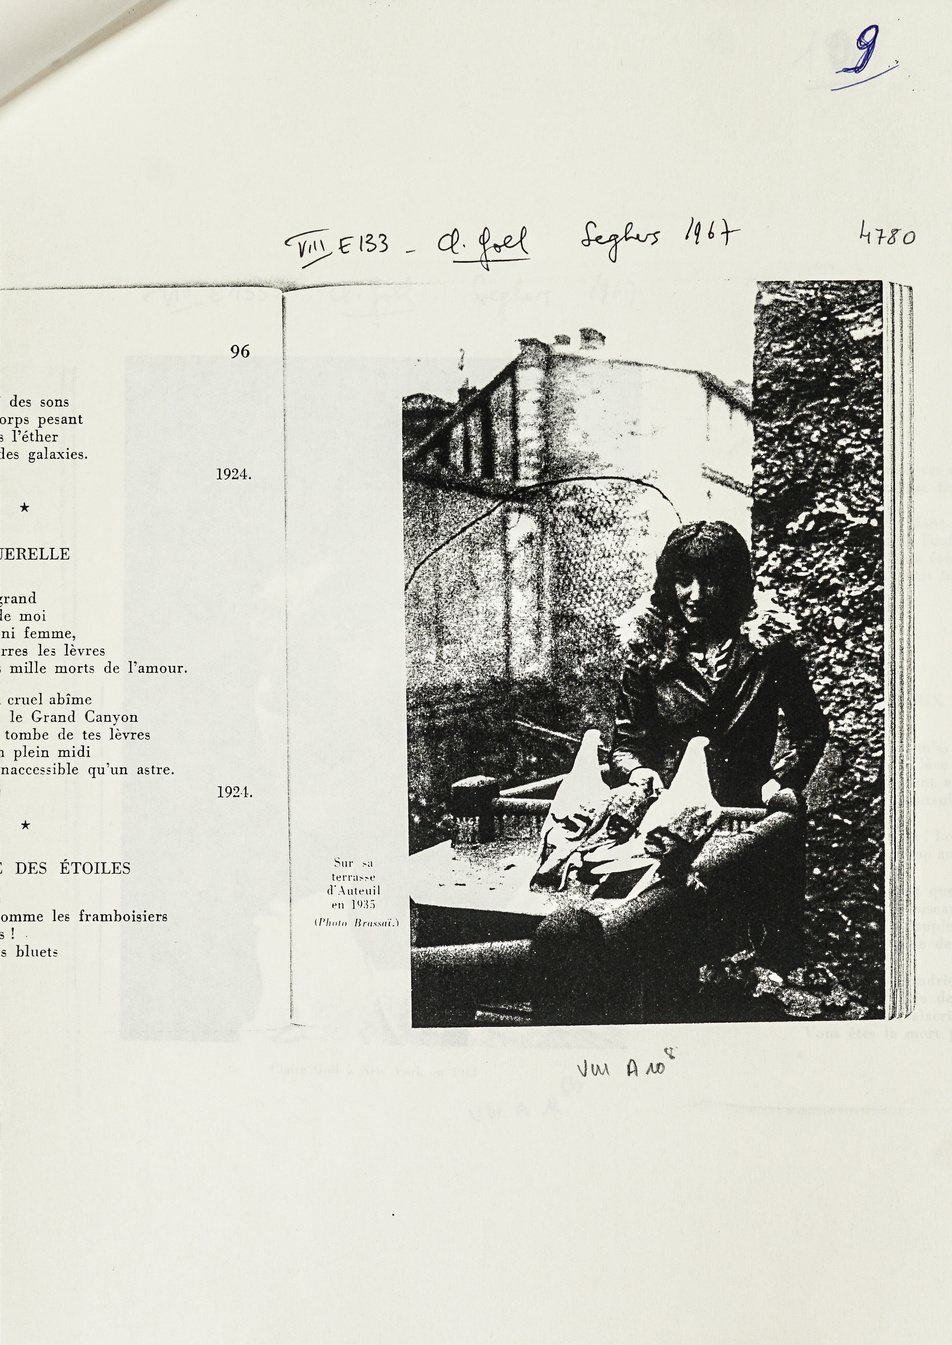 9
VIII E133 - Cl. Goll Seghers 1967 4780
96
des sons
orps pesant
s l'éther
des galaxies.
1924.
★
UERELLE
grand
de moi
ni femme,
rres les lèvres
s mille morts de l'amour.
cruel abîme
le Grand Canyon
tombe de tes lèvres
n plein midi
naccessible qu'un astre.
1924.
★
E DES ÉTOILES
omme les framboisiers
s !
s bluets
Sur sa
terrasse
d'Auteuil
en 1935
(Photo Brassaï.)
VIII A 10 8